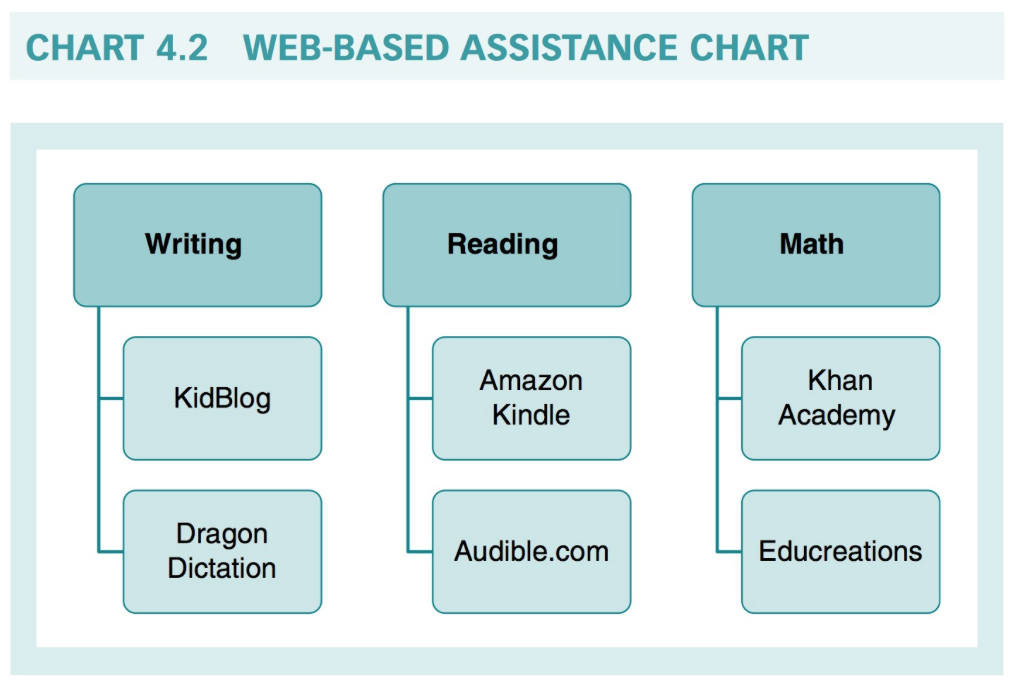 CHART 4.2 WEB-BASED ASSISTANCE CHART
Writing
KidBlog
Dragon
Dictation
Reading
Amazon
Kindle
Audible.com
Math
Khan
Academy
Educreations